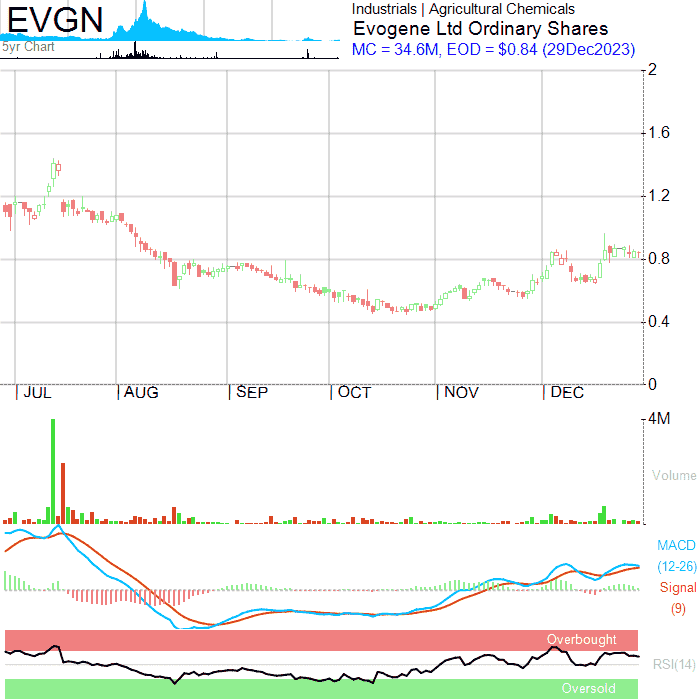 EVGN
5yr Chart
Industrials | Agricultural Chemicals
Evogene Ltd Ordinary Shares
MC = 34.6M, EOD = $0.84 (29Dec2023)
2
1.6
1.2
0.8
0.4
0
JUL AUG SEP OCT NOV DEC
4M
Volume
MACD
(12-26)
Signal
(9)
Overbought
RSI(14)
Oversold